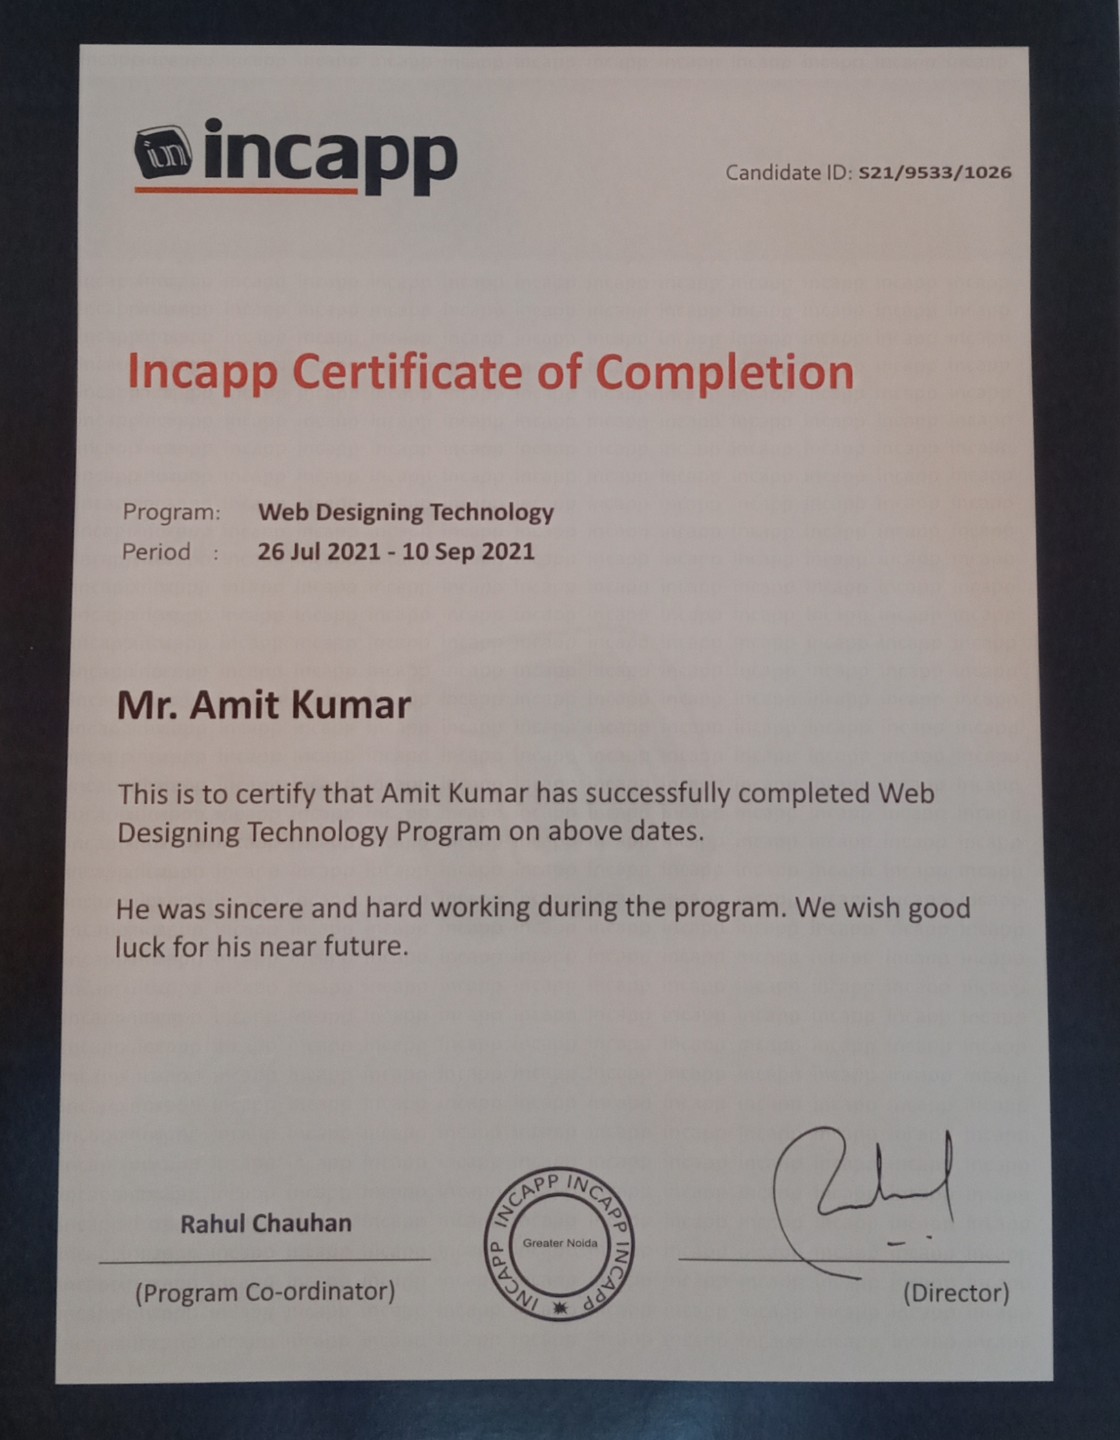 in incapp
Candidate ID: S21/9533/1026
Incapp Certificate of Completion
Program: Web Designing Technology
Period : 26 Jul 2021 - 10 Sep 2021
Mr. Amit Kumar
This is to certify that Amit Kumar has successfully completed Web
Designing Technology Program on above dates.
He was sincere and hard working during the program. We wish good
luck for his near future.
Rahul Chauhan
(Program Co-ordinator)
INCAPP INCAPP INCAPP INCAPP
Greater Noida
Rahul
(Director)